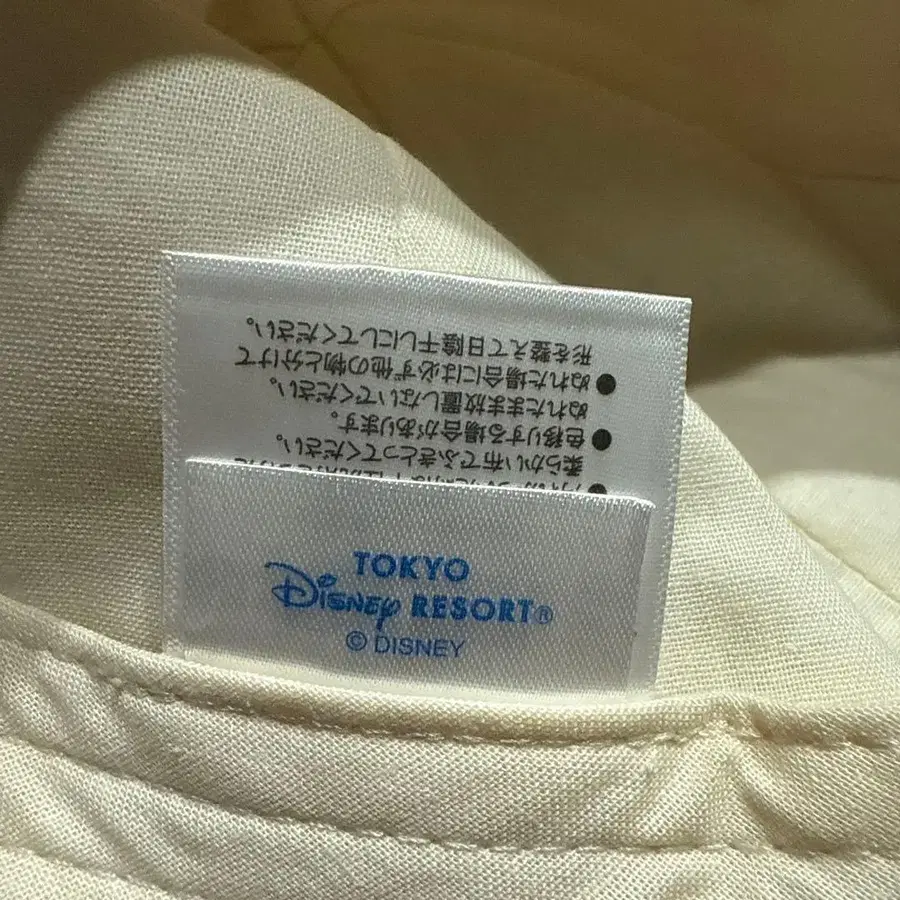 柔らかい布でふきとってください。
●色移りする場合があります。
ぬれたまま放置しないでください。
●ぬれた場合には必ず他の物と分けて
形を整えて日陰干しにしてください。
TOKYO
Disney RESORT®
© DISNEY